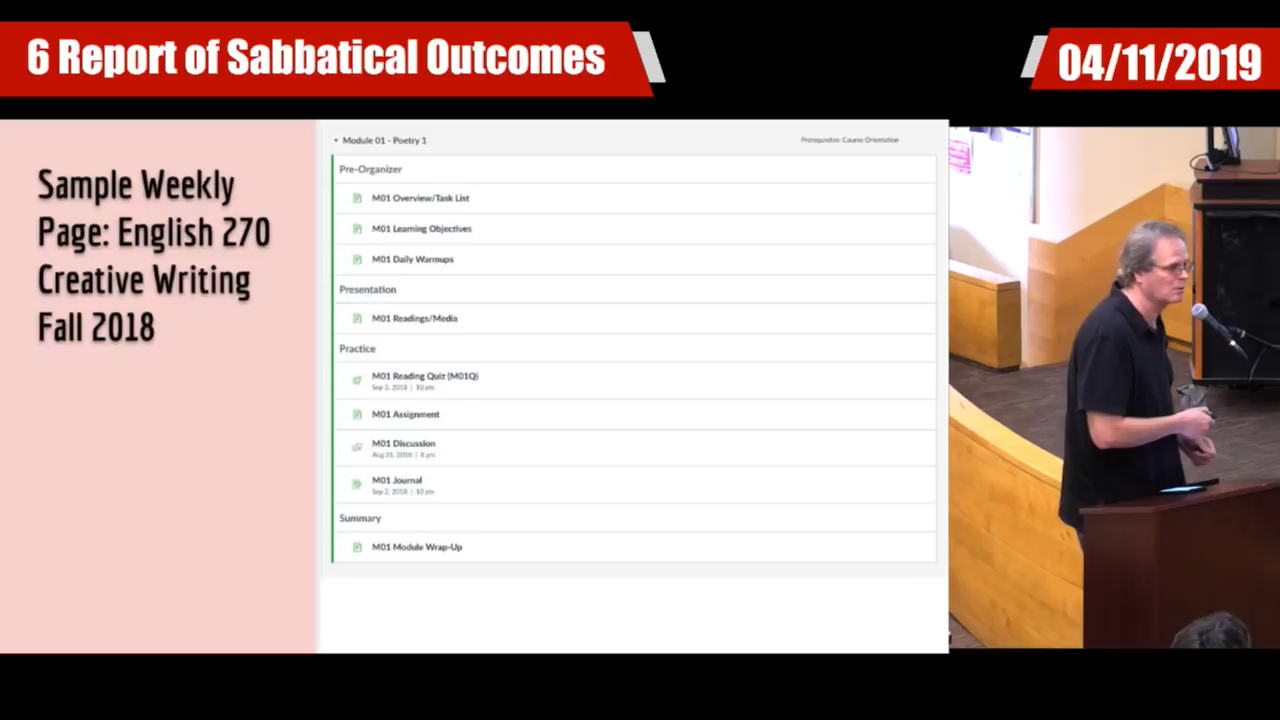 6 Report of Sabbatical Outcomes
04/11/2019
Sample Weekly
Page: English 270
Creative Writing
Fall 2018
Module 01 - Poetry 1
Prerequisites: Course Orientation
Pre-Organizer
M01 Overview/Task List
M01 Learning Objectives
M01 Daily Warmups
Presentation
M01 Readings/Media
Practice
M01 Reading Quiz (M01Q)
Sep 2, 2018 | 10 pm
M01 Assignment
M01 Discussion
Aug 31, 2018 | 8 am
M01 Journal
Sep 2, 2018 | 10 pm
Summary
M01 Module Wrap-Up